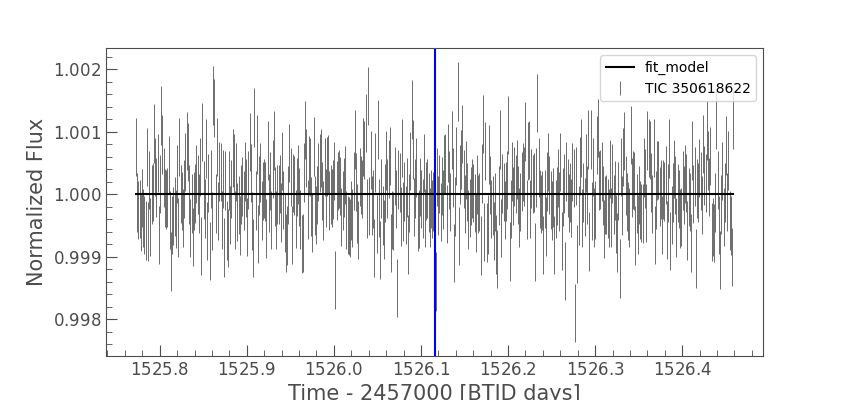 1.002
1.001
1.000
0.999
0.998
Normalized Flux
fit_model
TIC 350618622
1525.8 1525.9 1526.0 1526.1 1526.2 1526.3 1526.4
Time - 2457000 [BTJD days]